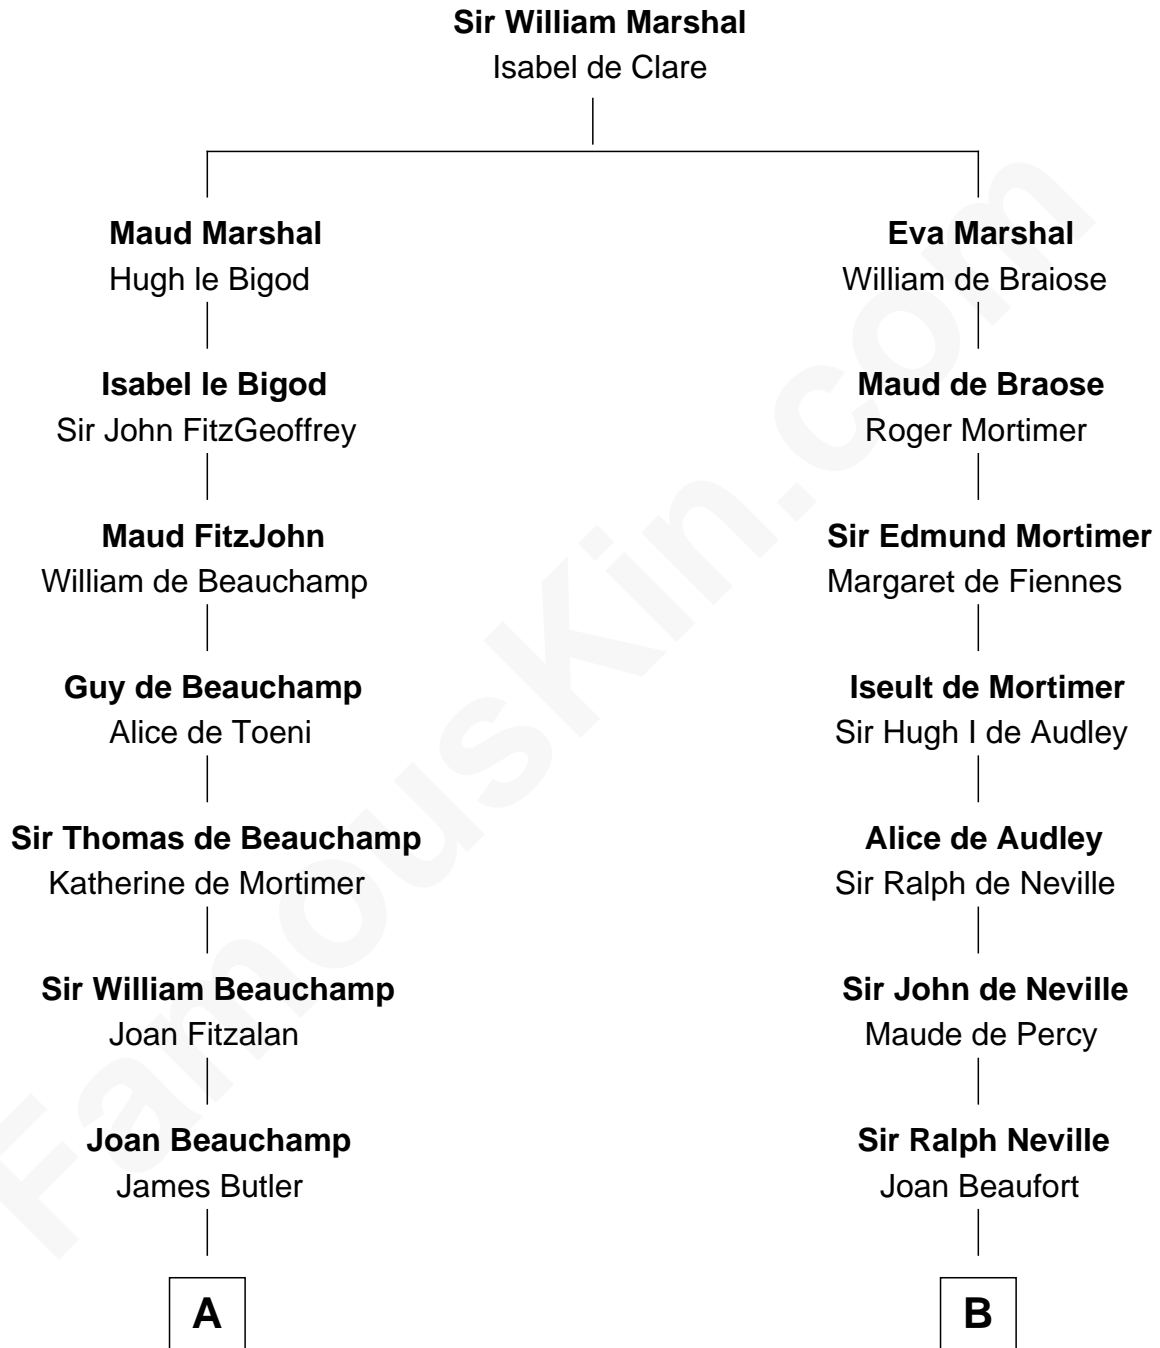 Sir William Marshal
Isabel de Clare
Maud Marshal
Hugh le Bigod
Eva Marshal
William de Braiose
Isabel le Bigod
Sir John FitzGeoffrey
Maud de Braose
Roger Mortimer
Maud FitzJohn
William de Beauchamp
Sir Edmund Mortimer
Margaret de Fiennes
Guy de Beauchamp
Alice de Toeni
Iseult de Mortimer
Sir Hugh I de Audley
Sir Thomas de Beauchamp
Katherine de Mortimer
Alice de Audley
Sir Ralph de Neville
Sir William Beauchamp
Joan Fitzalan
Sir John de Neville
Maude de Percy
Joan Beauchamp
James Butler
Sir Ralph Neville
Joan Beaufort
A
B
FamousKin.com